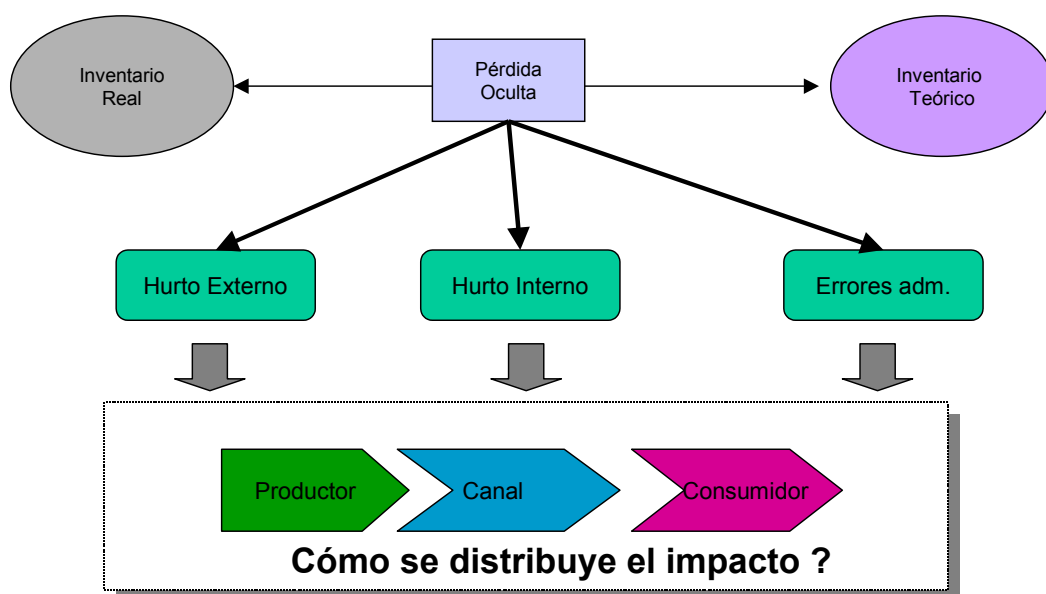 Inventario
Real
Pérdida
Oculta
Inventario
Teórico
Hurto Externo
Hurto Interno
Errores adm.
Productor
Canal
Consumidor
Cómo se distribuye el impacto ?